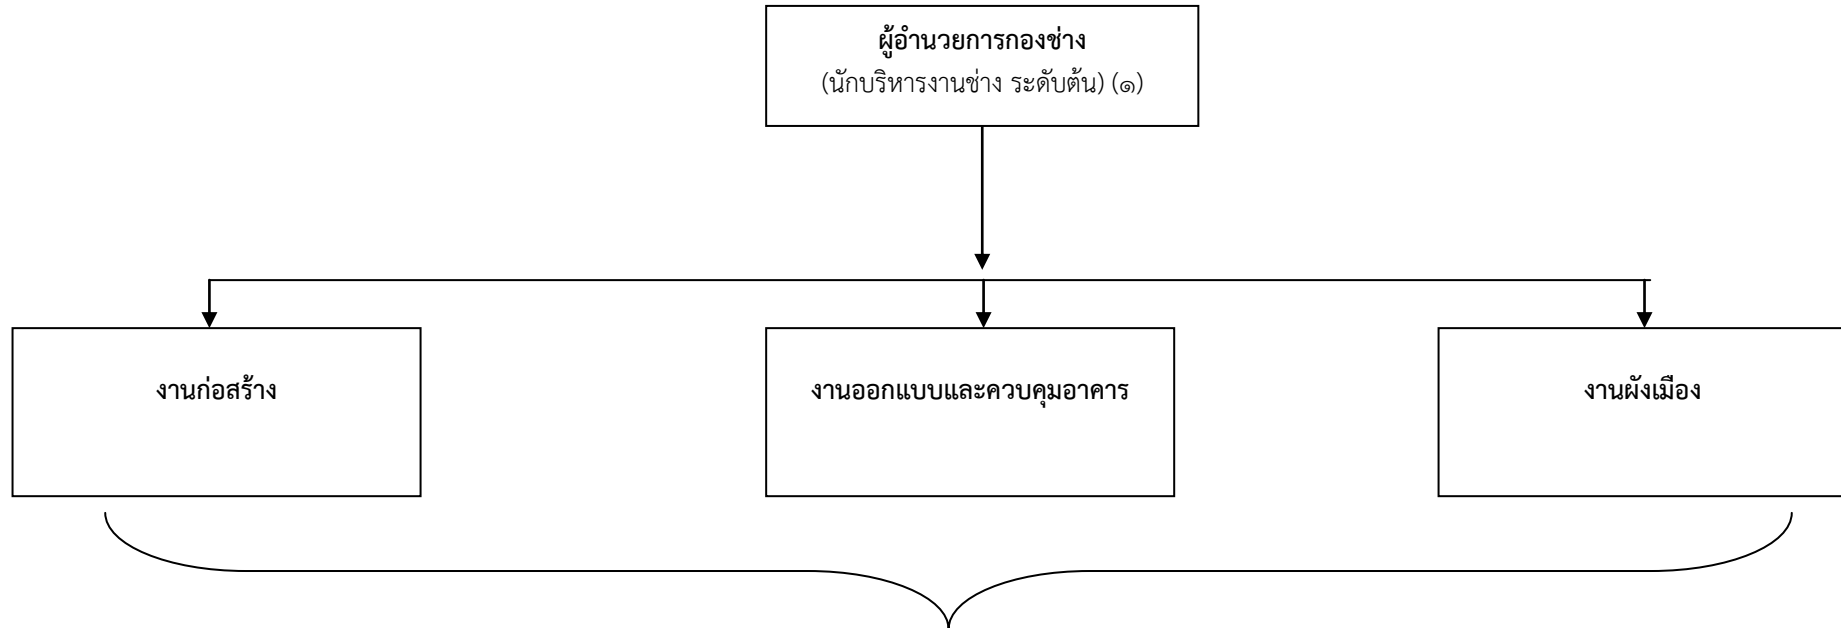 ผู้อำนวยการกองช่าง
(นักบริหารงานช่าง ระดับต้น) (๑)
งานก่อสร้าง
งานออกแบบและควบคุมอาคาร
งานผังเมือง